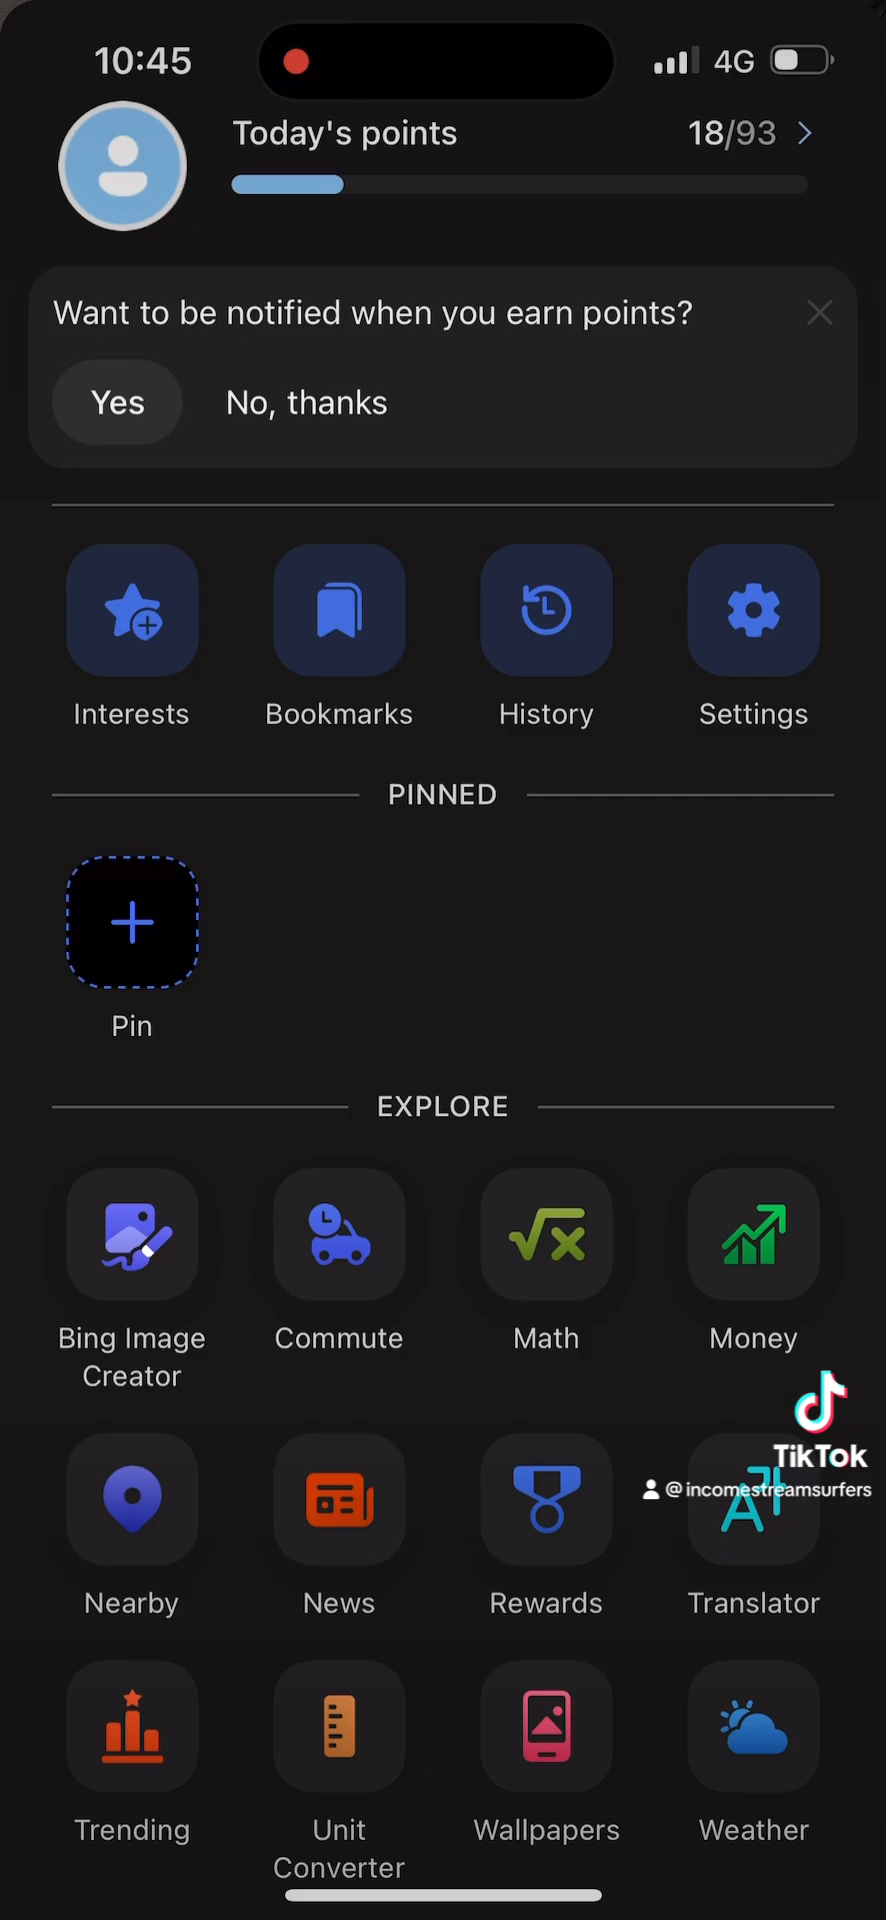 10:45
4G
Today's points
18/93
Want to be notified when you earn points?
Yes
No, thanks
Interests
Bookmarks
History
Settings
PINNED
Pin
EXPLORE
Bing Image
Creator
Commute
Math
Money
TikTok
@incomestreamsurfers
Nearby
News
Rewards
Translator
Trending
Unit
Converter
Wallpapers
Weather